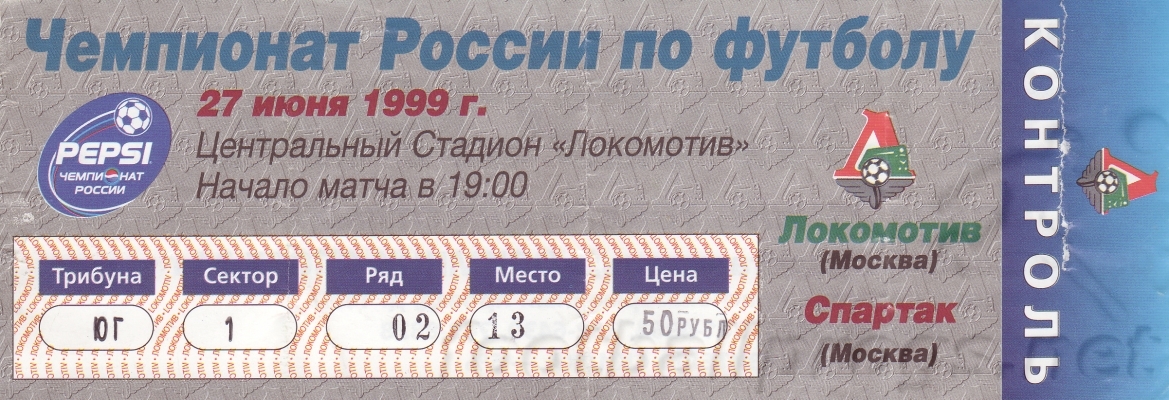 Чемпионат России по футболу
27 июня 1999 г.
Центральный Стадион «Локомотив»
Начало матча в 19:00
PEPSI
ЧЕМПИОНАТ
РОССИИ
Локомотив
(Москва)
Спартак
(Москва)
Трибуна Сектор Ряд Место Цена
ЮГ 1 02 13 50 РУБЛ
КОНТРОЛЬ